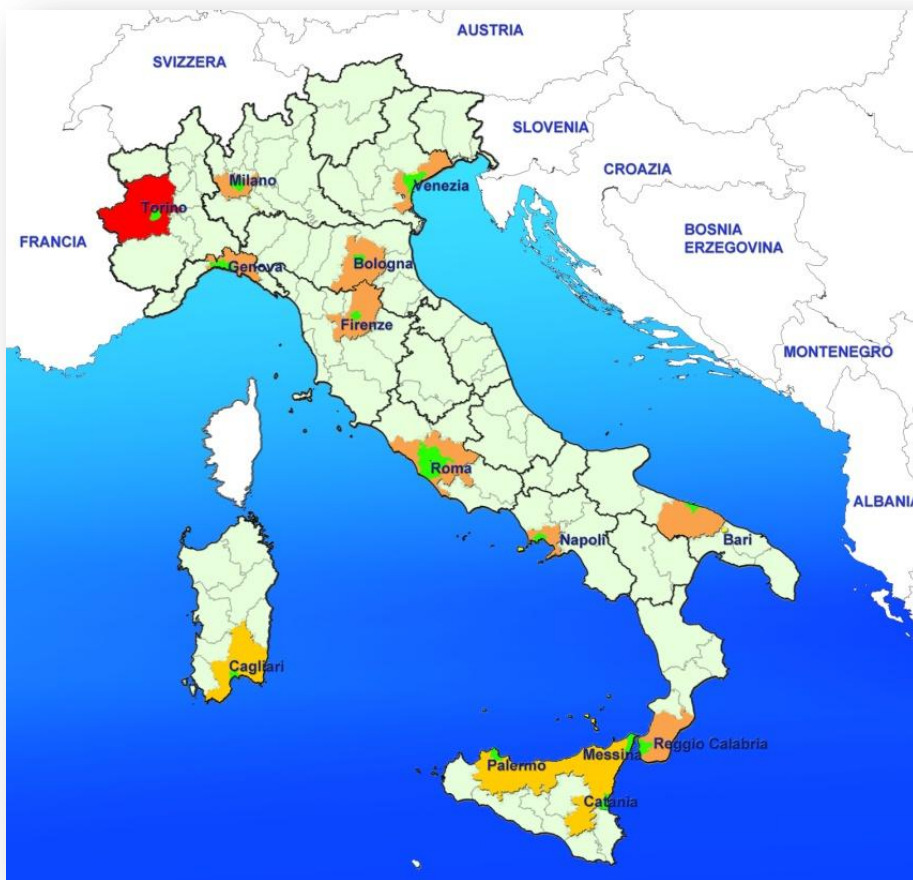 AUSTRIA
SVIZZERA
SLOVENIA
CROAZIA
Milano
Venezia
Torino
BOSNIA
ERZEGOVINA
FRANCIA
Genova
Bologna
Firenze
MONTENEGRO
Roma
ALBANIA
Napoli
Bari
Cagliari
Reggio Calabria
Messina
Palermo
Catania